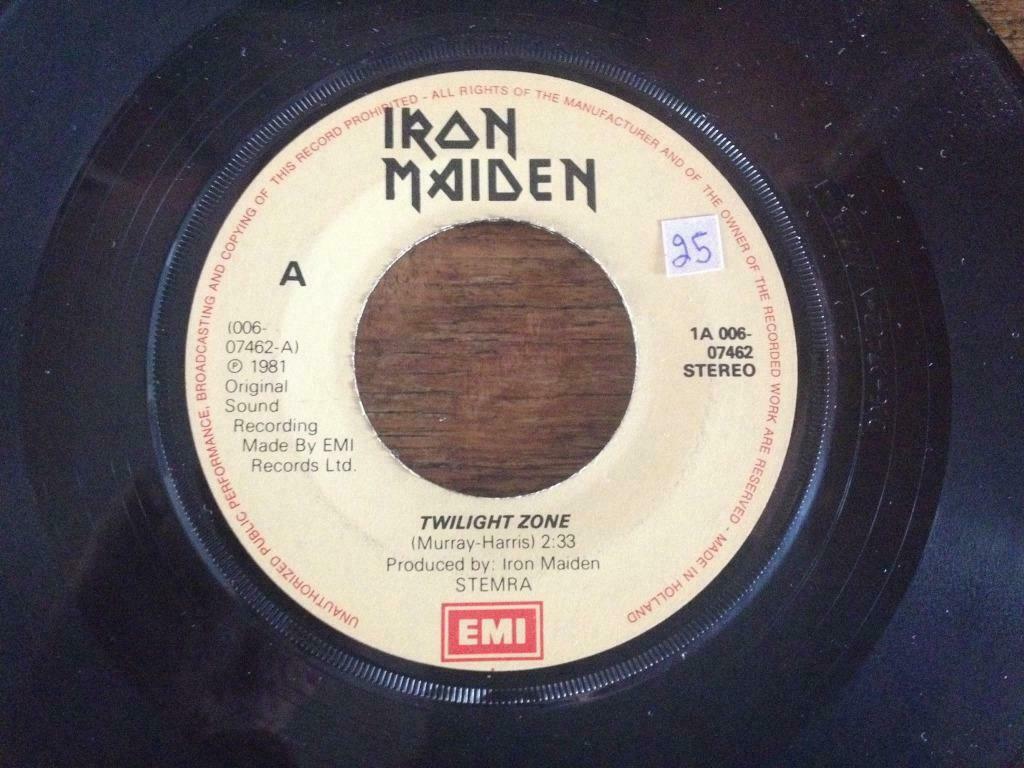 UNAUTHORIZED PUBLIC PERFORMANCE, BROADCASTING AND COPYING OF THIS RECORD PROHIBITED - ALL RIGHTS OF THE MANUFACTURER AND OF THE OWNER OF THE RECORDED WORK ARE RESERVED - MADE IN HOLLAND
IRON
MAIDEN
25
A
(006-
07462-A)
℗ 1981
Original
Sound
Recording
Made By EMI
Records Ltd.
1A 006-
07462
STEREO
TWILIGHT ZONE
(Murray-Harris) 2:33
Produced by: Iron Maiden
STEMRA
EMI